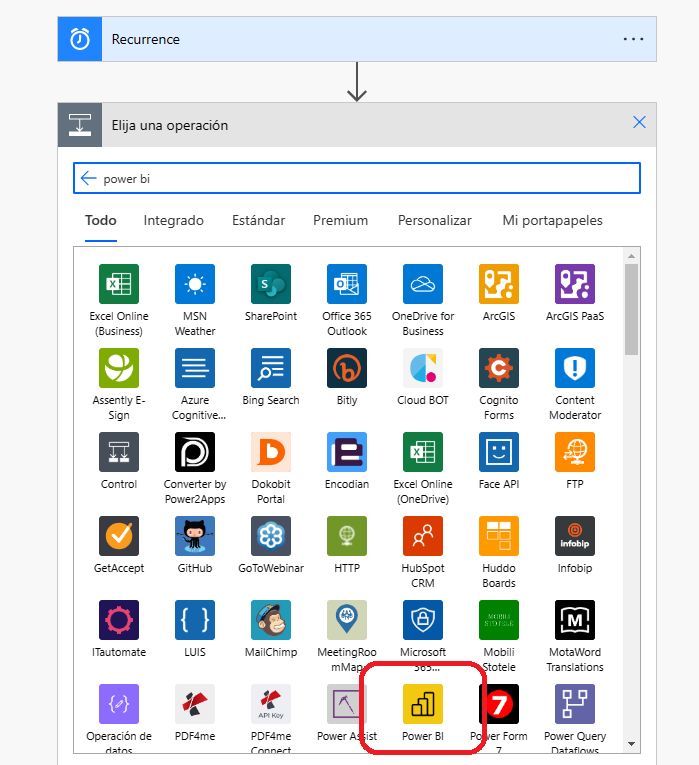 Recurrence
Elija una operación
power bi
Todo Integrado Estándar Premium Personalizar Mi portapapeles
Excel Online (Business)
MSN Weather
SharePoint
Office 365 Outlook
OneDrive for Business
ArcGIS
ArcGIS PaaS
Assently E-Sign
Azure Cognitive...
Bing Search
Bitly
Cloud BOT
Cognito Forms
Content Moderator
Control
Converter by Power2Apps
Dokobit Portal
Encodian
Excel Online (OneDrive)
Face API
FTP
GetAccept
GitHub
GoToWebinar
HTTP
HubSpot CRM
Huddo Boards
infobip
Infobip
ITautomate
LUIS
MailChimp
MeetingRoomMap
Microsoft 365...
MOBILI STOTELE
Mobili Stotele
MotaWord Translations
Operación de datos
PDF4me
API Key
PDF4me Connect
Power Assist
Power BI
7
Power Form 7
Power Query Dataflows